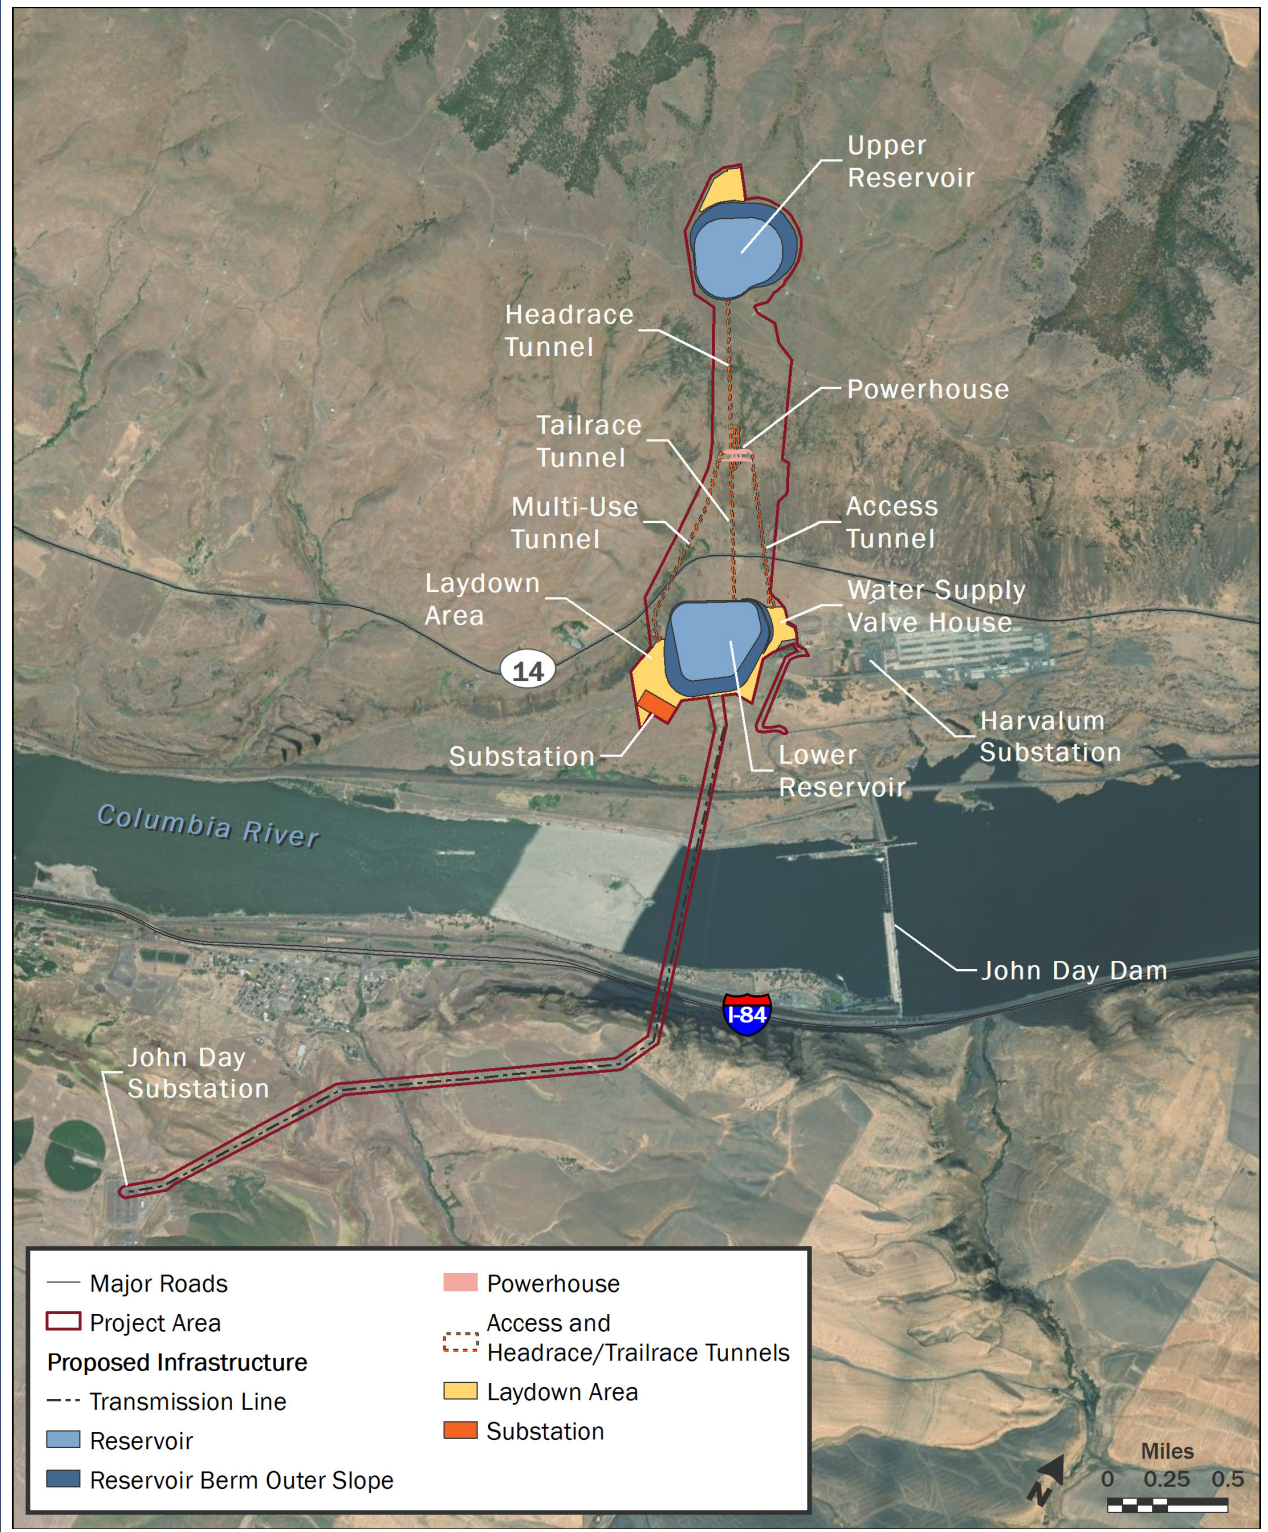 Upper
Reservoir
Headrace
Tunnel
Powerhouse
Tailrace
Tunnel
Multi-Use
Tunnel
Access
Tunnel
Laydown
Area
Water Supply
Valve House
14
Harvalum
Substation
Substation
Lower
Reservoir
Columbia River
John Day Dam
I-84
John Day
Substation
Major Roads
Project Area
Proposed Infrastructure
Transmission Line
Reservoir
Reservoir Berm Outer Slope
Powerhouse
Access and
Headrace/Trailrace Tunnels
Laydown Area
Substation
N
Miles
0 0.25 0.5